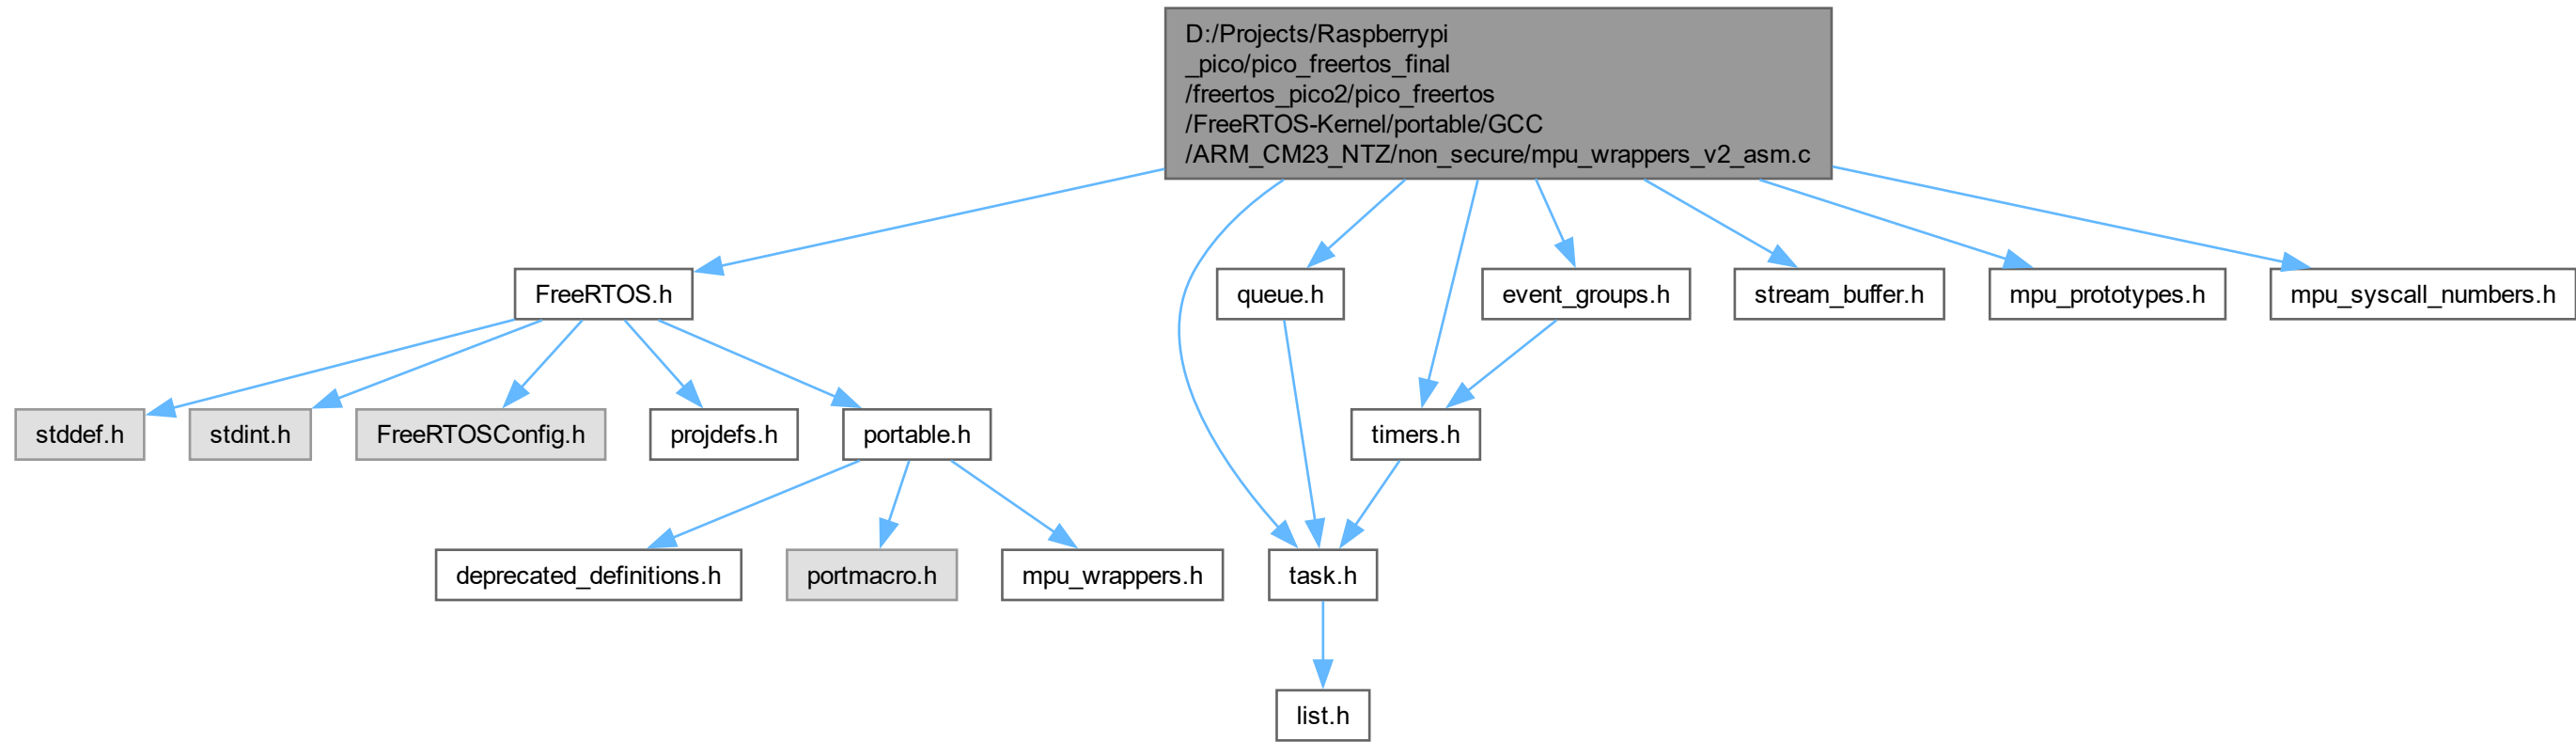 D:/Projects/Raspberrypi
_pico/pico_freertos_final
/freertos_pico2/pico_freertos
/FreeRTOS-Kernel/portable/GCC
/ARM_CM23_NTZ/non_secure/mpu_wrappers_v2_asm.c
FreeRTOS.h
queue.h
event_groups.h
stream_buffer.h
mpu_prototypes.h
mpu_syscall_numbers.h
stddef.h
stdint.h
FreeRTOSConfig.h
projdefs.h
portable.h
timers.h
deprecated_definitions.h
portmacro.h
mpu_wrappers.h
task.h
list.h